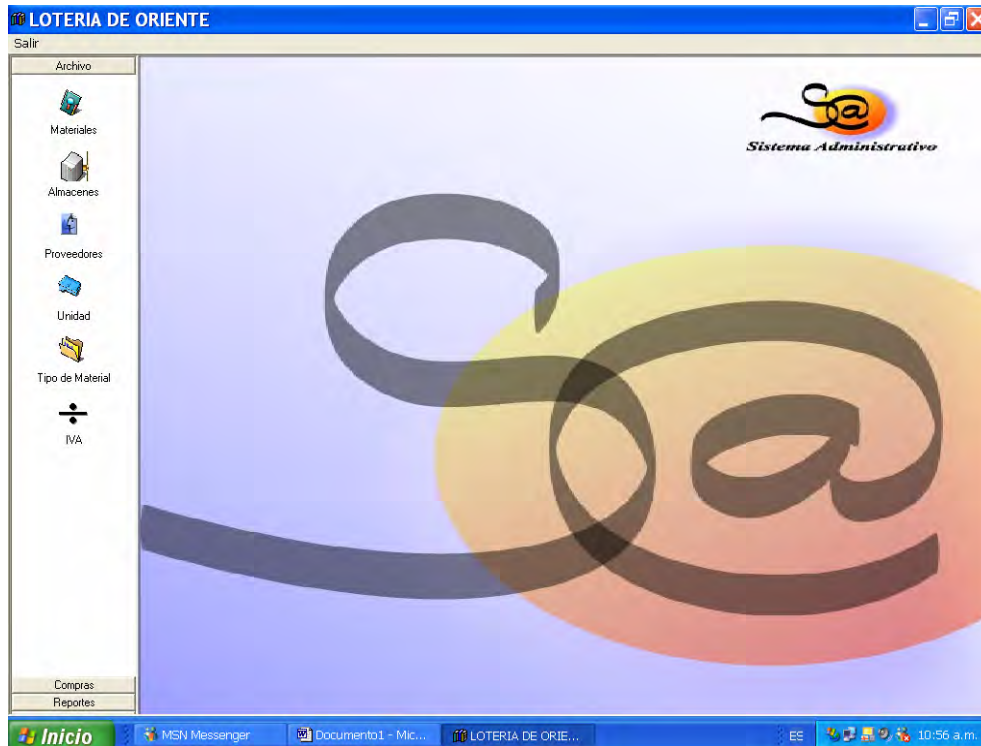 LOTERIA DE ORIENTE
Salir
Archivo
Materiales
Almacenes
Proveedores
Unidad
Tipo de Material
IVA
Compras
Reportes
S@
Sistema Administrativo
S@
Inicio
MSN Messenger
Documento1 - Mic...
LOTERIA DE ORIE...
ES
10:56 a.m.